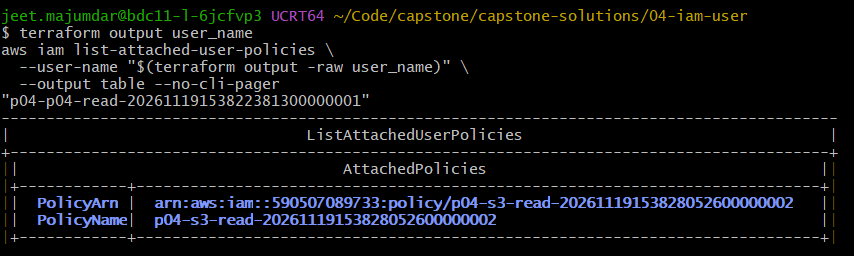 jeet.majumdar@bdc11-l-6jcfvp3 UCRT64 ~/Code/capstone/capstone-solutions/04-iam-user
$ terraform output user_name
aws iam list-attached-user-policies \
  --user-name "$(terraform output -raw user_name)" \
  --output table --no-cli-pager
"p04-p04-read-20261119153822381300000001"
ListAttachedUserPolicies
AttachedPolicies
PolicyArn | arn:aws:iam::590507089733:policy/p04-s3-read-20261119153828052600000002
PolicyName| p04-s3-read-20261119153828052600000002